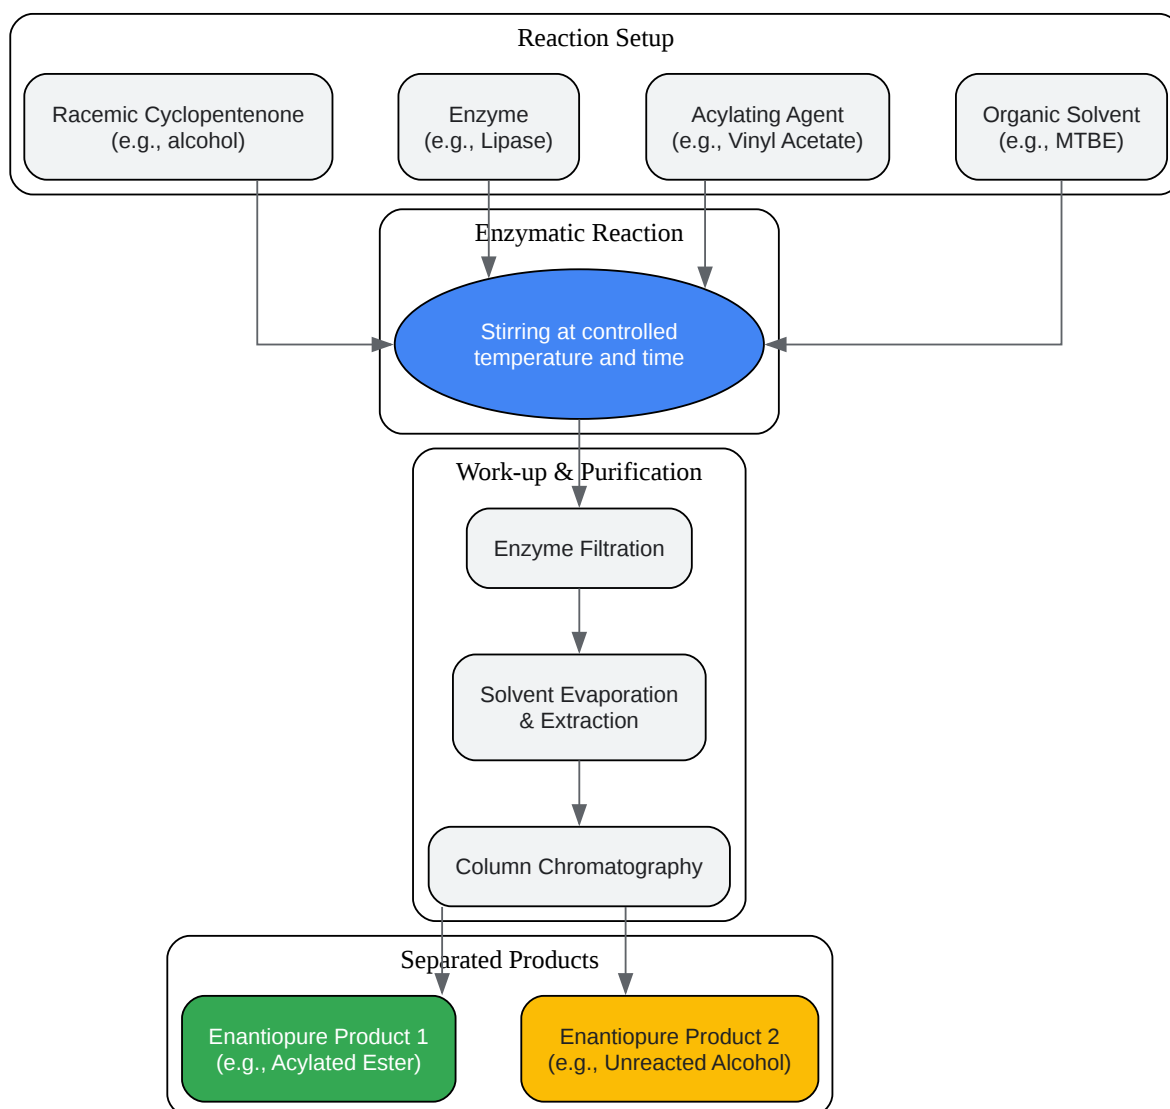 Reaction Setup
Racemic Cyclopentenone
(e.g., alcohol)
Enzyme
(e.g., Lipase)
Acylating Agent
(e.g., Vinyl Acetate)
Organic Solvent
(e.g., MTBE)
Enzymatic Reaction
Stirring at controlled
temperature and time
Work-up & Purification
Enzyme Filtration
Solvent Evaporation
& Extraction
Column Chromatography
Separated Products
Enantiopure Product 1
(e.g., Acylated Ester)
Enantiopure Product 2
(e.g., Unreacted Alcohol)